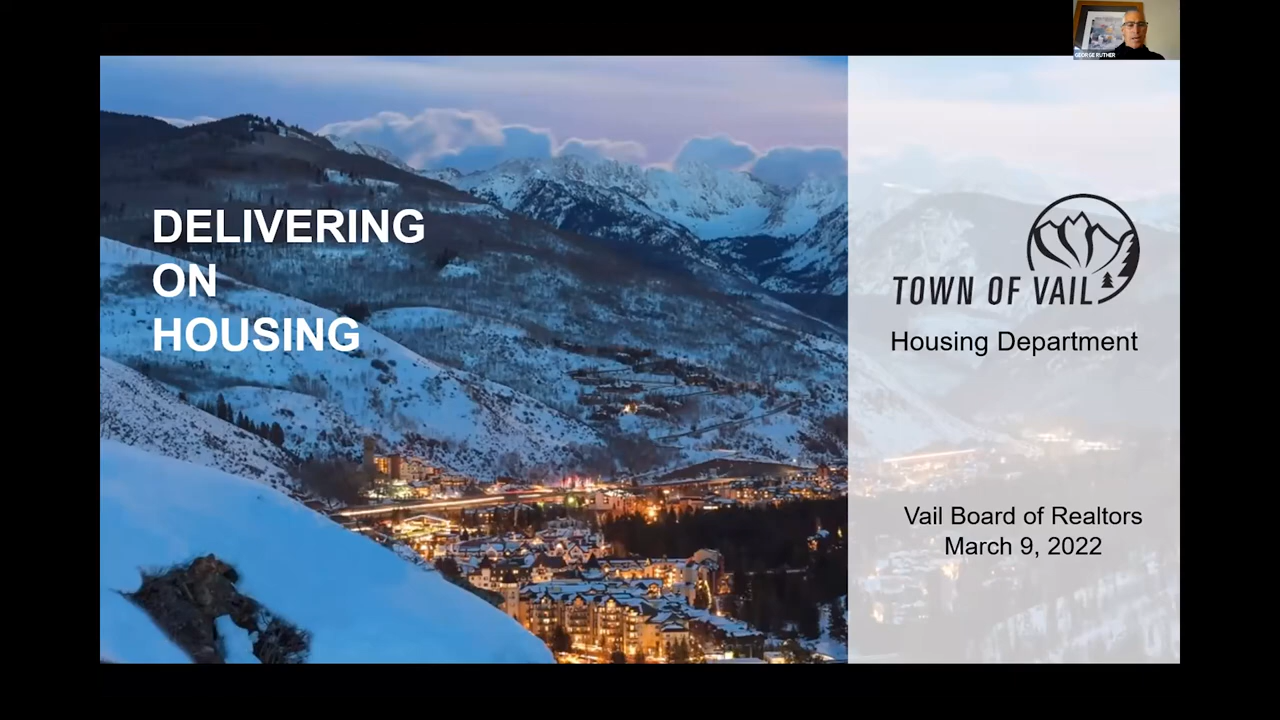 GEORGE RUTHER
DELIVERING
ON
HOUSING
TOWN OF VAIL
Housing Department
Vail Board of Realtors
March 9, 2022